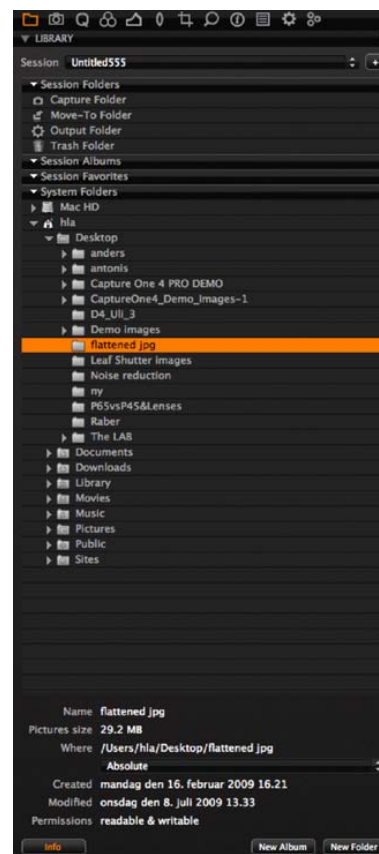 LIBRARY
Session Untitled555
Session Folders
Capture Folder
Move-To Folder
Output Folder
Trash Folder
Session Albums
Session Favorites
System Folders
Mac HD
hla
Desktop
anders
antonis
Capture One 4 PRO DEMO
CaptureOne4_Demo_Images-1
D4_Uli_3
Demo images
flattened jpg
Leaf Shutter images
Noise reduction
ny
P65vsP45&Lenses
Raber
The LAB
Documents
Downloads
Library
Movies
Music
Pictures
Public
Sites
Name flattened jpg
Pictures size 29.2 MB
Where /Users/hla/Desktop/flattened jpg
Absolute
Created mandag den 16. februar 2009 16.21
Modified onsdag den 8. juli 2009 13.33
Permissions readable & writable
Info New Album New Folder